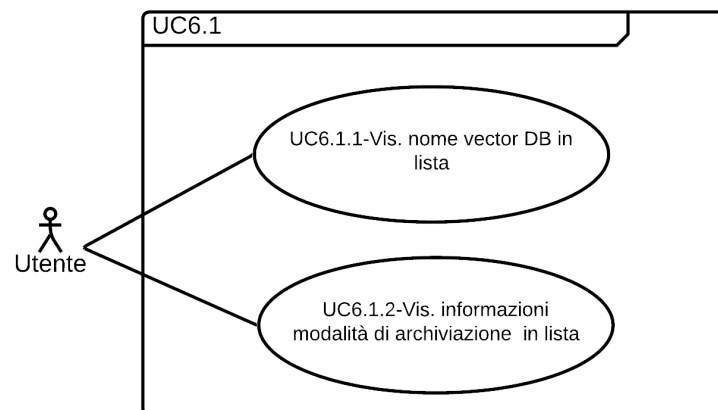 UC6.1
UC6.1.1-Vis. nome vector DB in
lista
Utente
UC6.1.2-Vis. informazioni
modalità di archiviazione  in lista